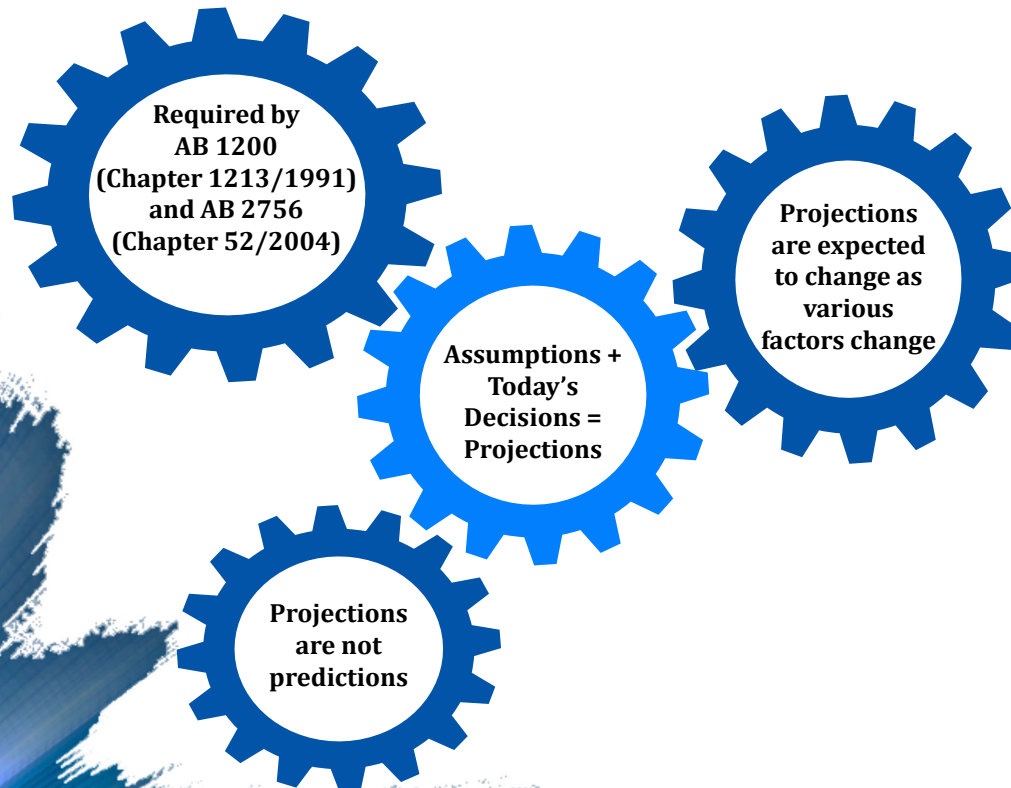 Required by
AB 1200
(Chapter 1213/1991)
and AB 2756
(Chapter 52/2004)
Projections
are expected
to change as
various
factors change
Assumptions +
Today’s
Decisions =
Projections
Projections
are not
predictions